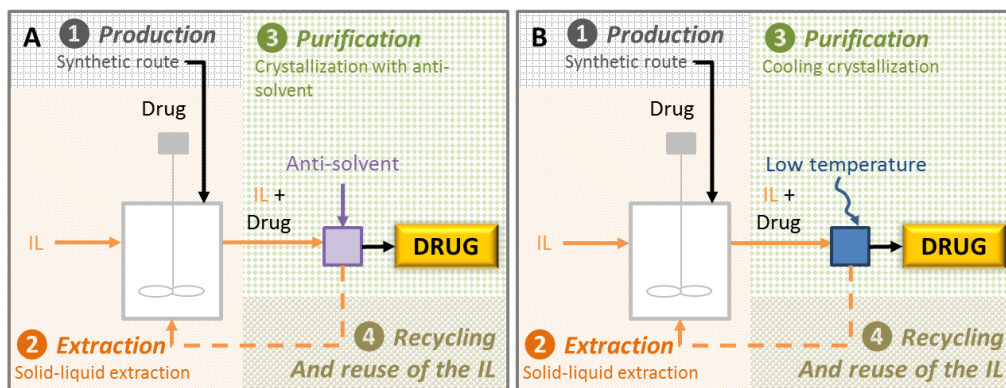 A
1 Production
Synthetic route
Drug
3 Purification
Crystallization with anti-
solvent
Anti-solvent
IL +
Drug
IL
DRUG
2 Extraction
Solid-liquid extraction
4 Recycling
And reuse of the IL
B
1 Production
Synthetic route
Drug
3 Purification
Cooling crystallization
Low temperature
IL +
Drug
IL
DRUG
2 Extraction
Solid-liquid extraction
4 Recycling
And reuse of the IL